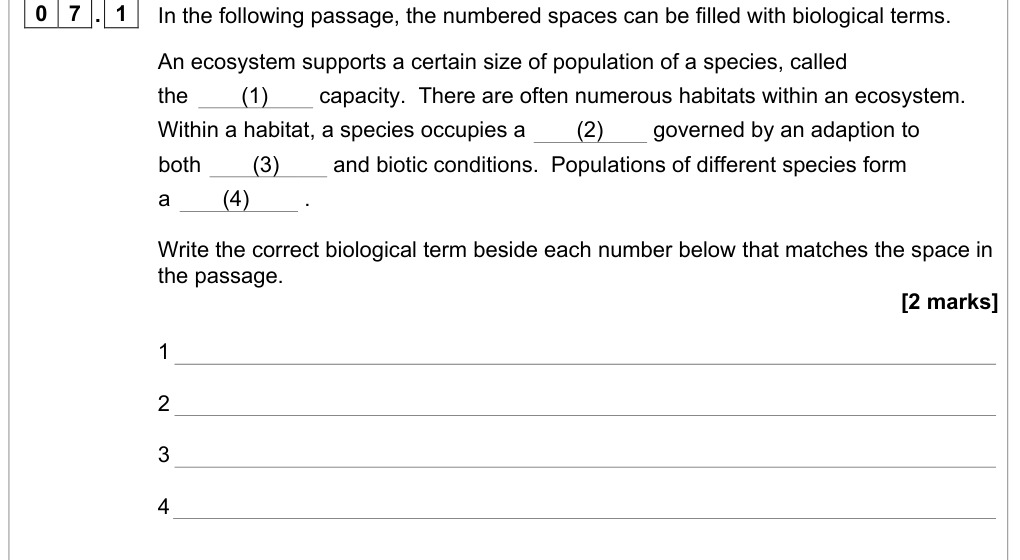 07.1 In the following passage, the numbered spaces can be filled with biological terms.
An ecosystem supports a certain size of population of a species, called
the (1) capacity. There are often numerous habitats within an ecosystem.
Within a habitat, a species occupies a (2) governed by an adaption to
both (3) and biotic conditions. Populations of different species form
a (4) .
Write the correct biological term beside each number below that matches the space in
the passage.
[2 marks]
1
2
3
4